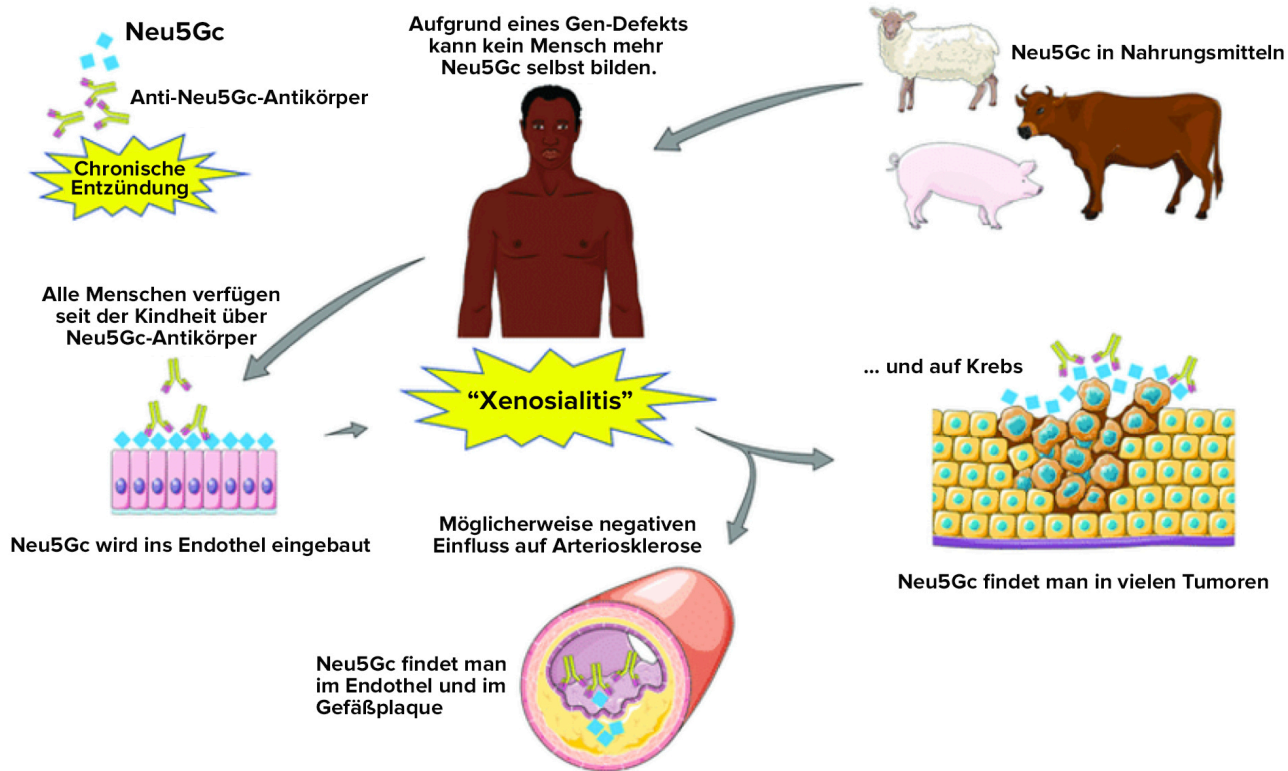 Neu5Gc
Anti-Neu5Gc-Antikörper
Chronische
Entzündung
Aufgrund eines Gen-Defekts
kann kein Mensch mehr
Neu5Gc selbst bilden.
Neu5Gc in Nahrungsmitteln
Alle Menschen verfügen
seit der Kindheit über
Neu5Gc-Antikörper
Neu5Gc wird ins Endothel eingebaut
“Xenosialitis”
Möglicherweise negativen
Einfluss auf Arteriosklerose
Neu5Gc findet man
im Endothel und im
Gefäßplaque
... und auf Krebs
Neu5Gc findet man in vielen Tumoren